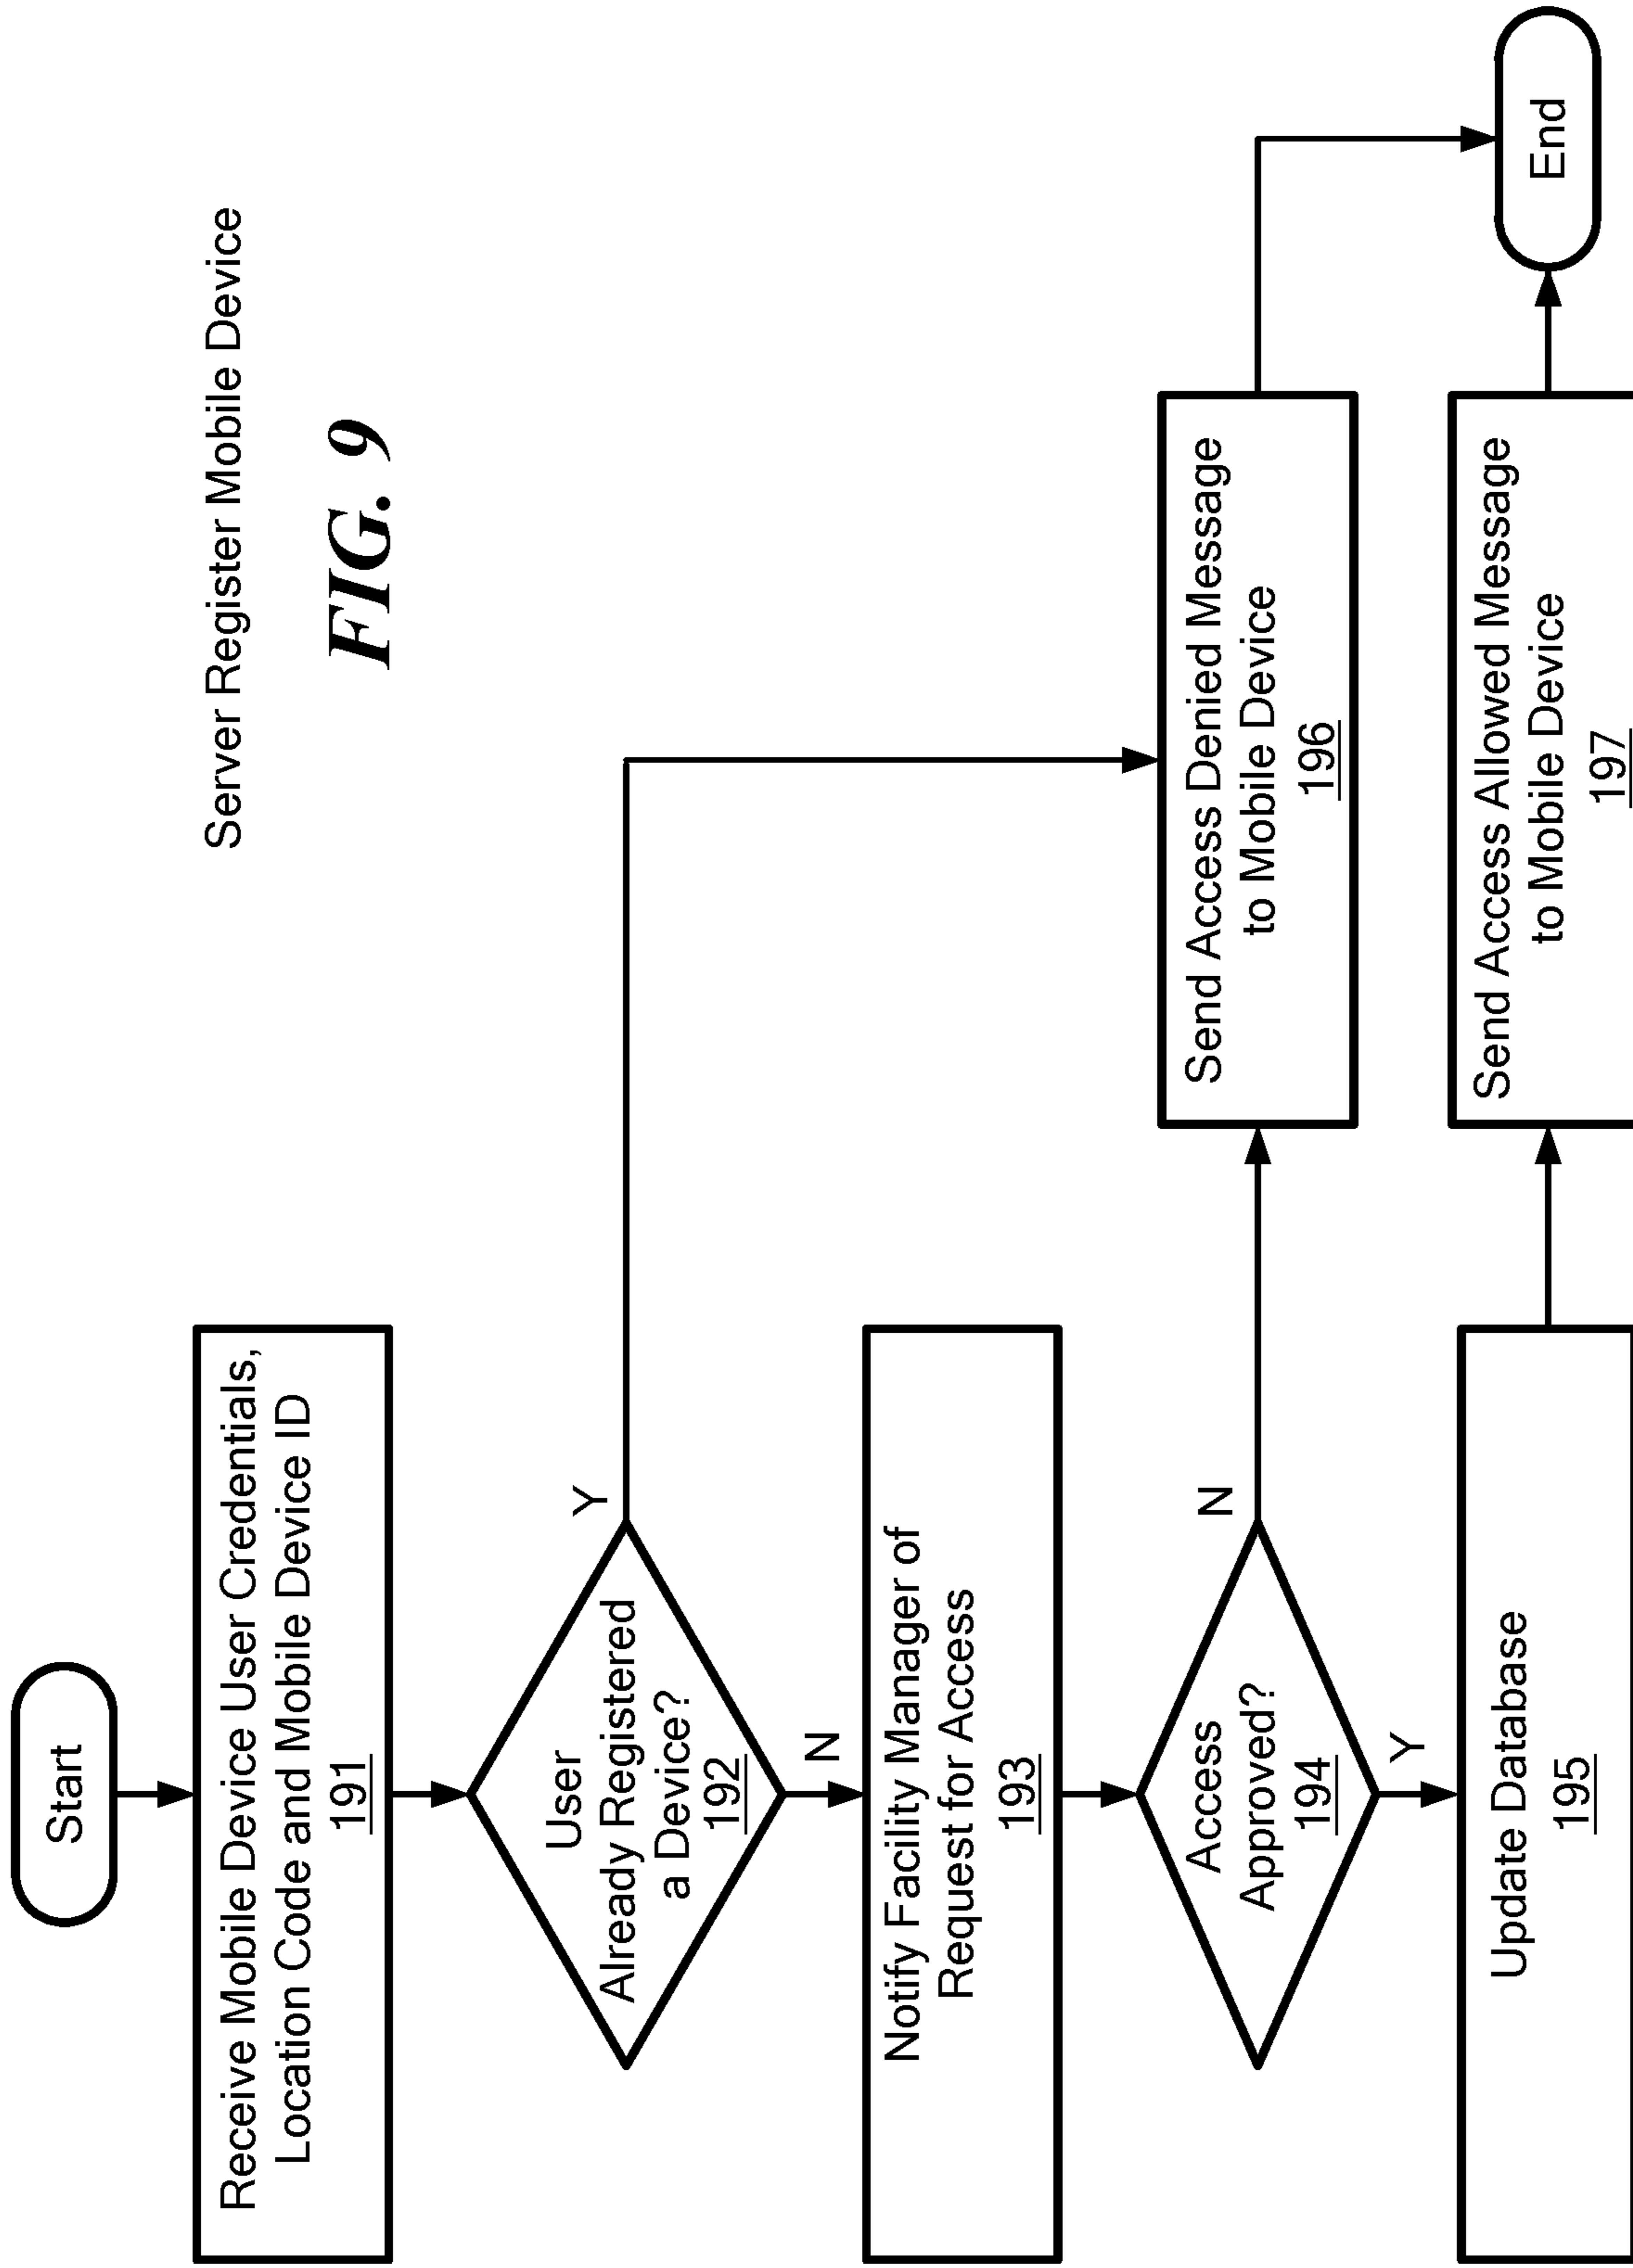 Server Register Mobile Device
FIG. 9
Start
Receive Mobile Device User Credentials,
Location Code and Mobile Device ID
191
User
Already Registered
a Device?
192
Y
N
Notify Facility Manager of
Request for Access
193
Access
Approved?
194
N
Y
Send Access Denied Message
to Mobile Device
196
Update Database
195
Send Access Allowed Message
to Mobile Device
197
End